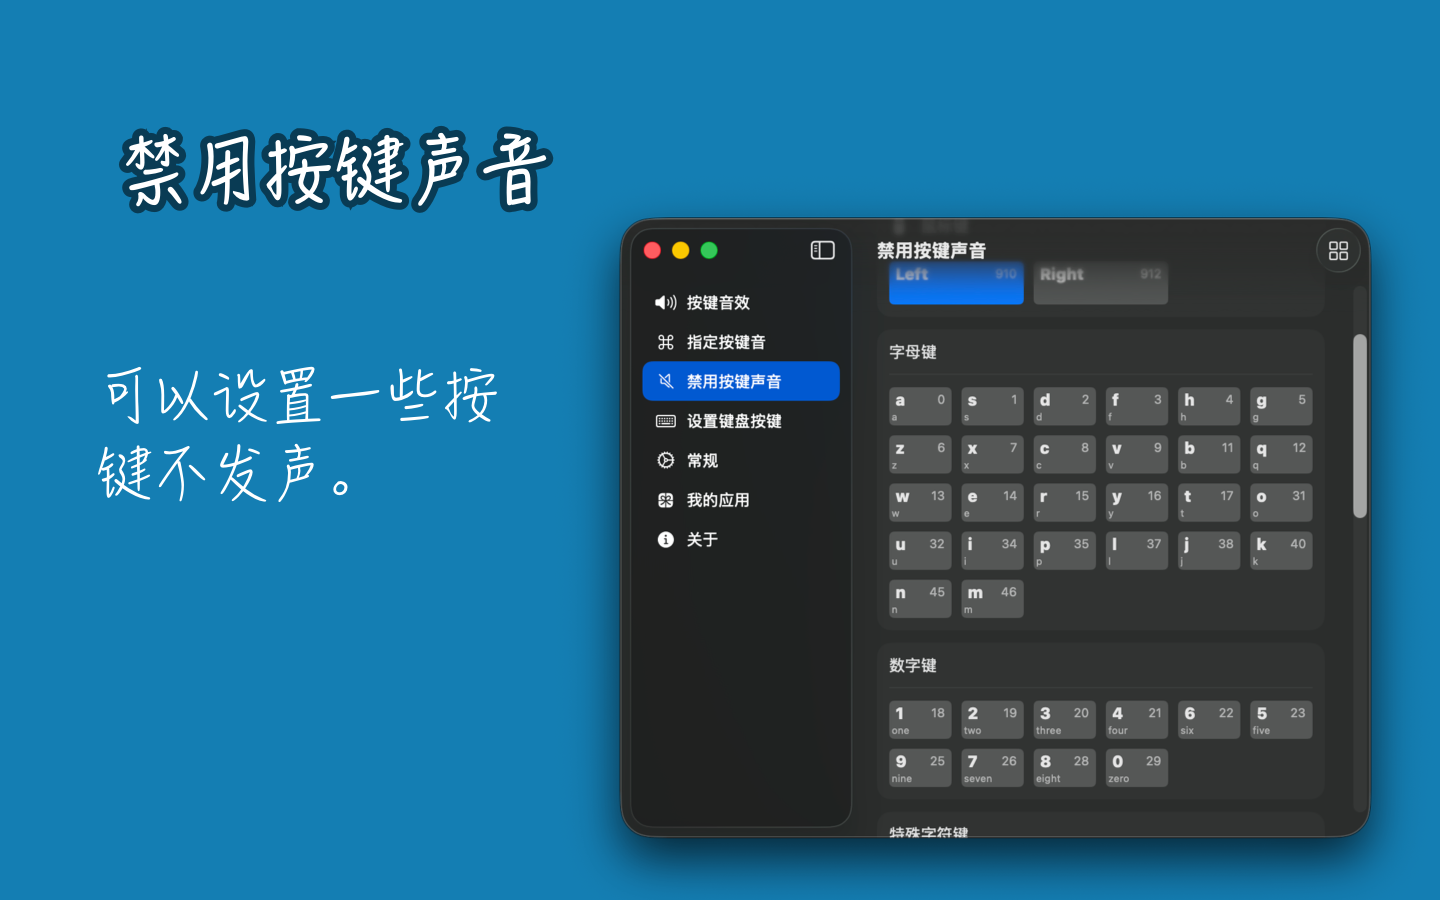 禁用按键声音
可以设置一些按
键不发声。
按键音效
指定按键音
禁用按键声音
设置键盘按键
常规
我的应用
关于
禁用按键声音
Left 910 Right 912
字母键
a 0 s 1 d 2 f 3 h 4 g 5
a s d f h g
z 6 x 7 c 8 v 9 b 11 q 12
z x c v b q
w 13 e 14 r 15 y 16 t 17 o 31
w e r y t o
u 32 i 34 p 35 l 37 j 38 k 40
u i p l j k
n 45 m 46
n m
数字键
1 18 2 19 3 20 4 21 6 22 5 23
one two three four six five
9 25 7 26 8 28 0 29
nine seven eight zero
特殊字符键